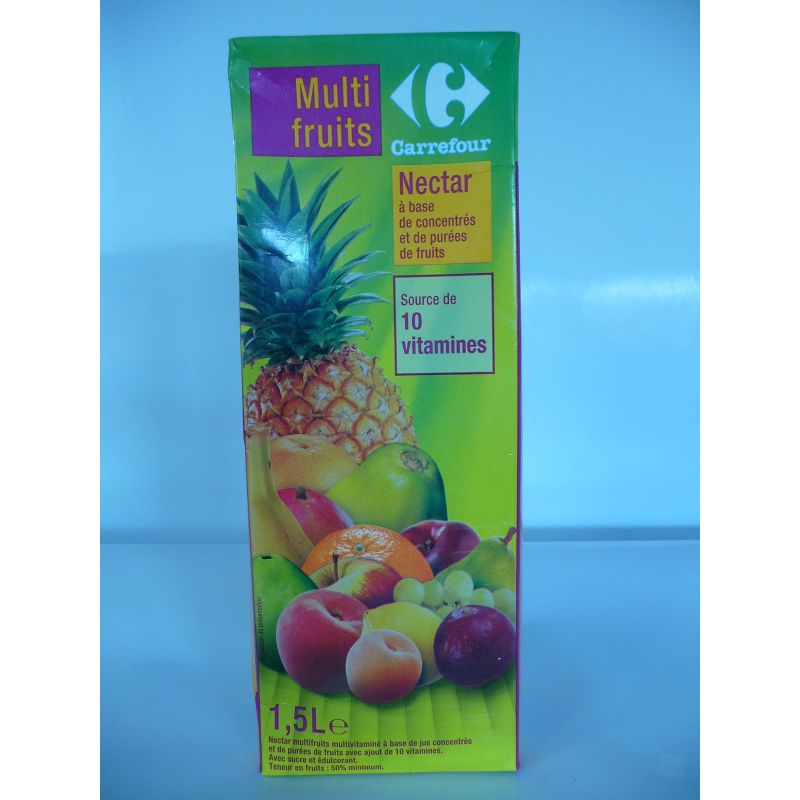 Multi
fruits
Carrefour
Nectar
à base
de concentrés
et de purées
de fruits
Source de
10
vitamines
1,5L℮
Nectar multifruits multivitaminé à base de jus concentrés
et de purées de fruits avec ajout de 10 vitamines.
Avec sucre et édulcorant.
Teneur en fruits : 50% minimum.